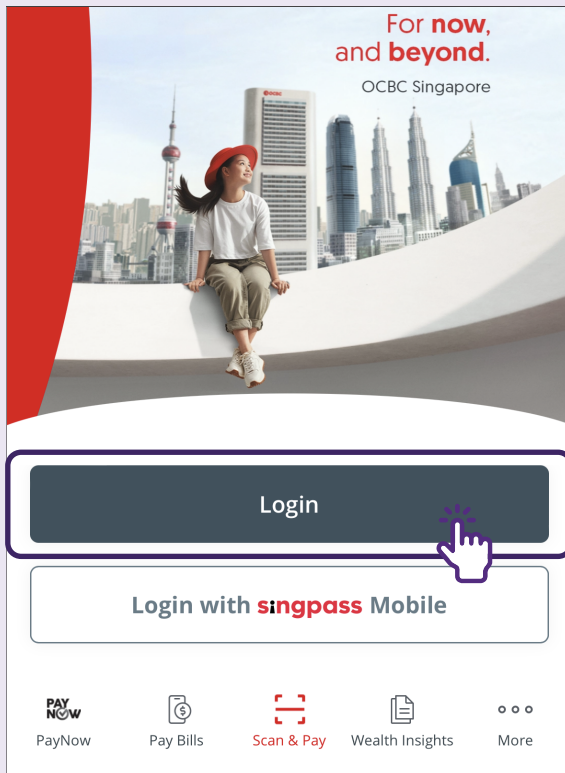 For now,
and beyond.
OCBC Singapore
OCBC
Login
Login with singpass Mobile
PAY
NOW
PayNow
Pay Bills
Scan & Pay
Wealth Insights
More